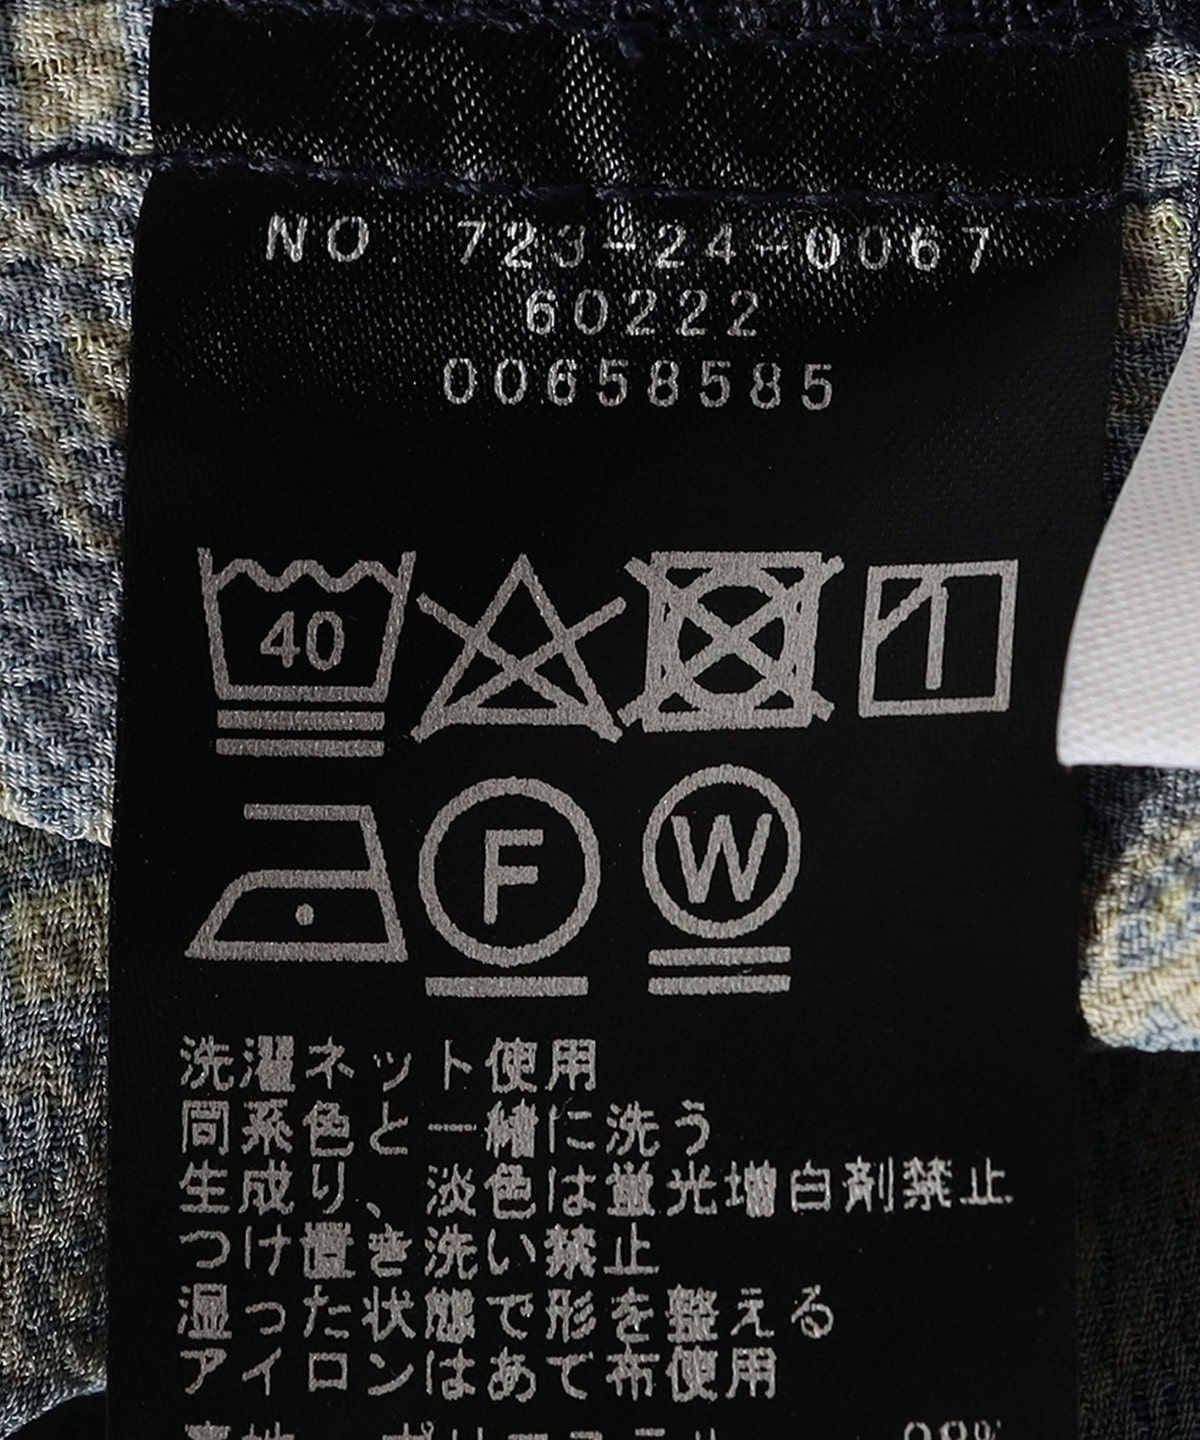 NO 723-24-0067
60222
00658585
40
F
W
洗濯ネット使用
同系色と一緒に洗う
生成り、淡色は蛍光増白剤禁止
つけ置き洗い禁止
湿った状態で形を整える
アイロンはあて布使用